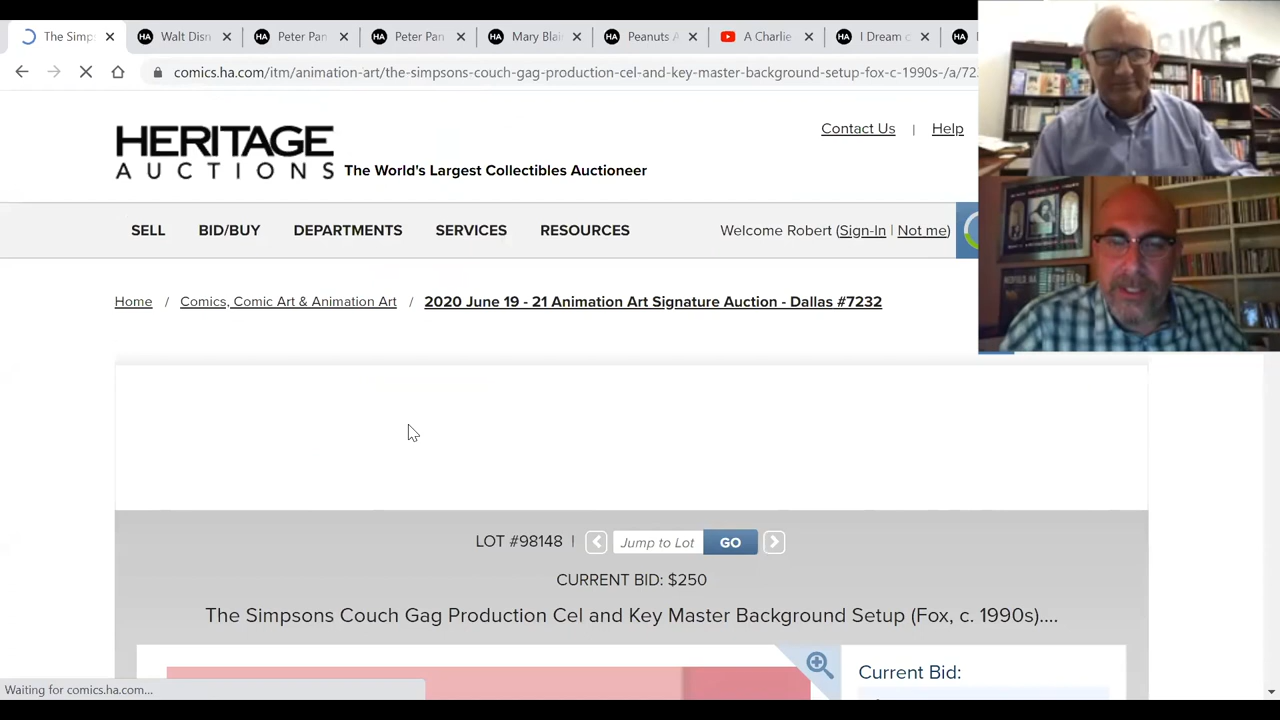 The Simps
Walt Disn
Peter Pan
Peter Pan
Mary Blai
Peanuts A
A Charlie
I Dream o
comics.ha.com/itm/animation-art/the-simpsons-couch-gag-production-cel-and-key-master-background-setup-fox-c-1990s-/a/72
HERITAGE
AUCTIONS
The World's Largest Collectibles Auctioneer
Contact Us | Help
SELL BID/BUY DEPARTMENTS SERVICES RESOURCES
Welcome Robert (Sign-In | Not me)
Home / Comics, Comic Art & Animation Art / 2020 June 19 - 21 Animation Art Signature Auction - Dallas #7232
LOT #98148 | Jump to Lot GO
CURRENT BID: $250
The Simpsons Couch Gag Production Cel and Key Master Background Setup (Fox, c. 1990s)....
Current Bid:
Waiting for comics.ha.com...